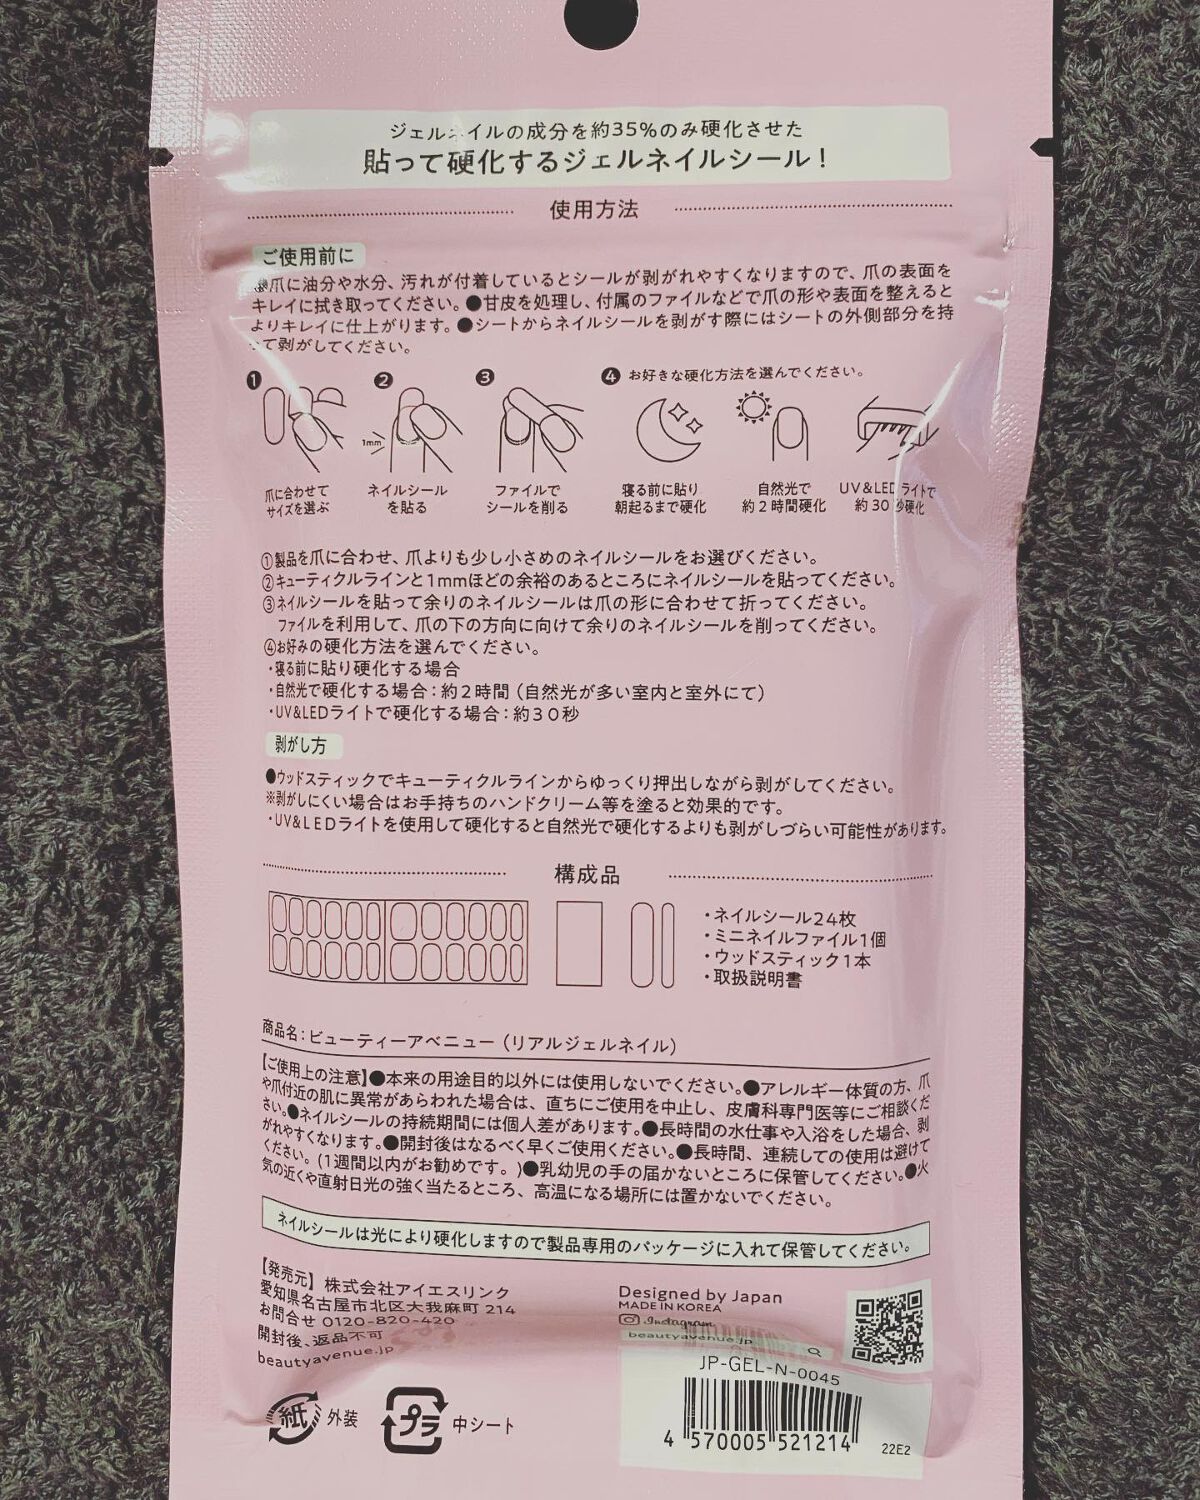 ジェルネイルの成分を約35%のみ硬化させた
貼って硬化するジェルネイルシール！
使用方法
ご使用前に
爪に油分や水分、汚れが付着しているとシールが剥がれやすくなりますので、爪の表面を
キレイに拭き取ってください。●甘皮を処理し、付属のファイルなどで爪の形や表面を整えると
よりキレイに仕上がります。●シートからネイルシールを剥がす際にはシートの外側部分を持
って剥がしてください。
❶
❷
❸
❹ お好きな硬化方法を選んでください。
1mm
爪に合わせて
サイズを選ぶ
ネイルシール
を貼る
ファイルで
シールを削る
寝る前に貼り
朝起るまで硬化
自然光で
約2時間硬化
UV&LEDライトで
約30秒硬化
①製品を爪に合わせ、爪よりも少し小さめのネイルシールをお選びください。
②キューティクルラインと1mmほどの余裕のあるところにネイルシールを貼ってください。
③ネイルシールを貼って余りのネイルシールは爪の形に合わせて折ってください。
ファイルを利用して、爪の下の方向に向けて余りのネイルシールを削ってください。
④お好みの硬化方法を選んでください。
・寝る前に貼り硬化する場合
・自然光で硬化する場合：約2時間（自然光が多い室内と室外にて）
・UV&LEDライトで硬化する場合：約30秒
剥がし方
●ウッドスティックでキューティクルラインからゆっくり押出しながら剥がしてください。
※剥がしにくい場合はお手持ちのハンドクリーム等を塗ると効果的です。
・UV&LEDライトを使用して硬化すると自然光で硬化するよりも剥がしづらい可能性があります。
構成品
・ネイルシール24枚
・ミニネイルファイル1個
・ウッドスティック1本
・取扱説明書
商品名：ビューティーアベニュー（リアルジェルネイル）
【ご使用上の注意】●本来の用途目的以外には使用しないでください。●アレルギー体質の方、爪
や爪付近の肌に異常があらわれた場合は、直ちにご使用を中止し、皮膚科専門医等にご相談くだ
さい。●ネイルシールの持続期間には個人差があります。●長時間の水仕事や入浴をした場合、剥
がれやすくなります。●開封後はなるべく早くご使用ください。●長時間、連続しての使用は避けて
ください。(1週間以内がお勧めです。)●乳幼児の手の届かないところに保管してください。●火
気の近くや直射日光の強く当たるところ、高温になる場所には置かないでください。
ネイルシールは光により硬化しますので製品専用のパッケージに入れて保管してください。
【発売元】株式会社アイエスリンク
愛知県名古屋市北区大我麻町 214
お問合せ 0120-820-420
開封後、返品不可
beautyavenue.jp
Designed by Japan
MADE IN KOREA
Instagram
beautyavenue.jp
JP-GEL-N-0045
4 570005 521214
22E2
紙 外装
プラ 中シート